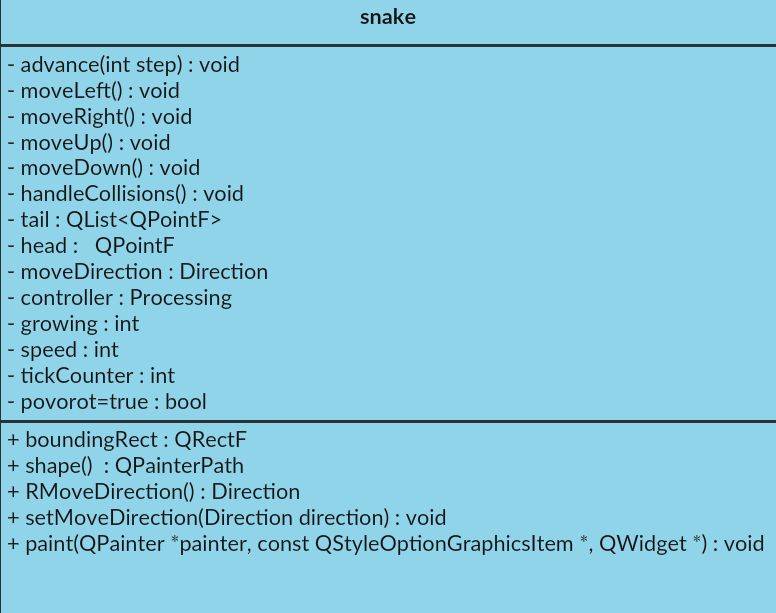 snake
- advance(int step) : void
- moveLeft() : void
- moveRight() : void
- moveUp() : void
- moveDown() : void
- handleCollisions() : void
- tail : QList<QPointF>
- head :   QPointF
- moveDirection : Direction
- controller : Processing
- growing : int
- speed : int
- tickCounter : int
- povorot=true : bool
+ boundingRect : QRectF
+ shape()  : QPainterPath
+ RMoveDirection() : Direction
+ setMoveDirection(Direction direction) : void
+ paint(QPainter *painter, const QStyleOptionGraphicsItem *, QWidget *) : void